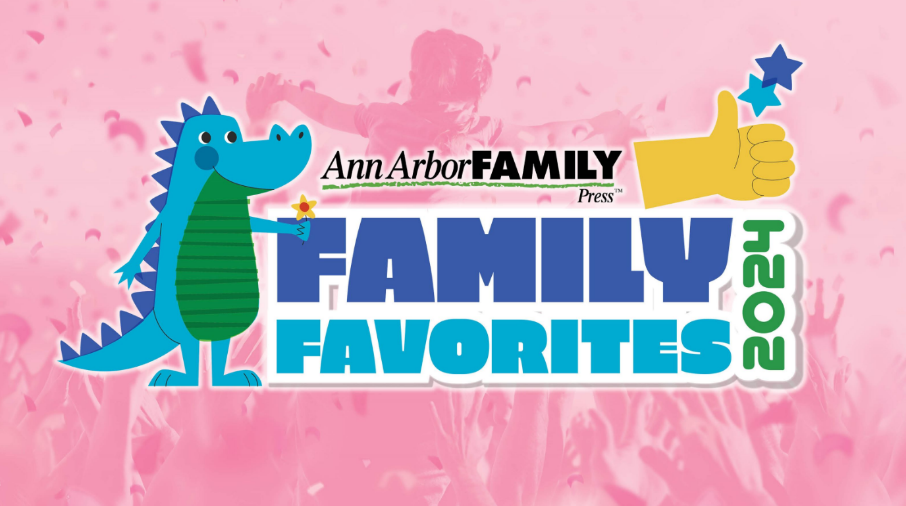 Ann Arbor FAMILY
Press™
FAMILY
FAVORITES
2024